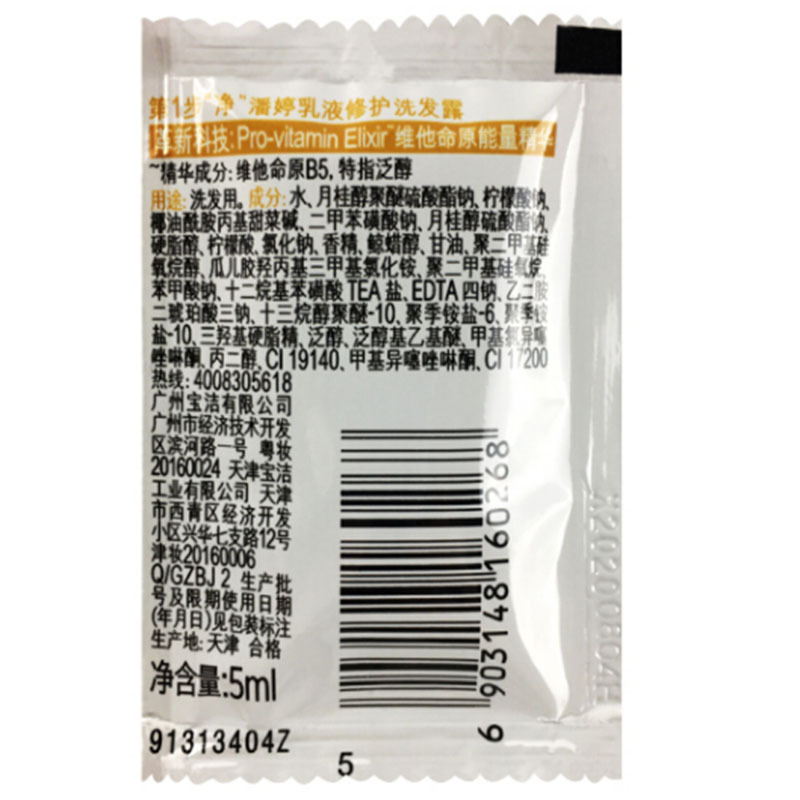 第1步“净”潘婷乳液修护洗发露
革新科技:Pro-vitamin Elixir™维他命原能量精华
~精华成分:维他命原B5,特指泛醇
用途:洗发用。成分:水、月桂醇聚醚硫酸酯钠、柠檬酸钠、
椰油酰胺丙基甜菜碱、二甲苯磺酸钠、月桂醇硫酸酯钠、
硬脂醇、柠檬酸、氯化钠、香精、鲸蜡醇、甘油、聚二甲基硅
氧烷醇、瓜儿胶羟丙基三甲基氯化铵、聚二甲基硅氧烷、
苯甲酸钠、十二烷基苯磺酸TEA盐、EDTA四钠、乙二胺
二琥珀酸三钠、十三烷醇聚醚-10、聚季铵盐-6、聚季铵
盐-10、三羟基硬脂精、泛醇、泛醇基乙基醚、甲基氯异噻
唑啉酮、丙二醇、CI 19140、甲基异噻唑啉酮、CI 17200
热线:4008305618
广州宝洁有限公司
广州市经济技术开发
区滨河路一号 粤妆
20160024 天津宝洁
工业有限公司 天津
市西青区经济开发
小区兴华七支路12号
津妆20160006
Q/GZBJ 2 生产批
号及限期使用日期
(年月日)见包装标注
生产地:天津 合格
净含量:5ml
91313404Z
5
6 903148 160268
X20200804H